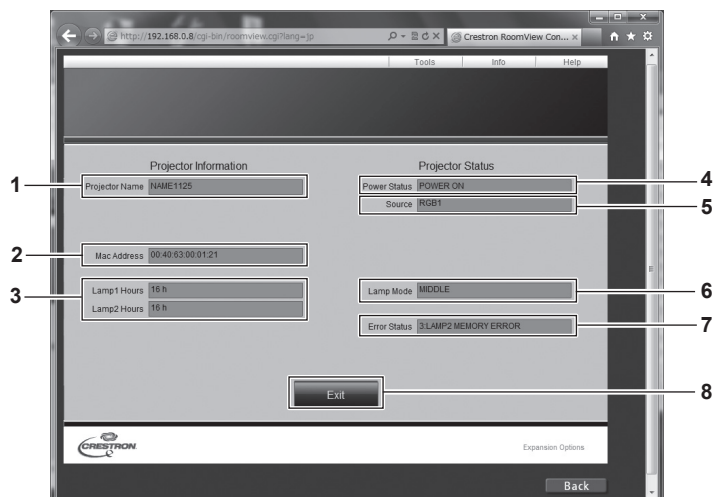 http://192.168.0.8/cgi-bin/roomview.cgi?lang=jp
Crestron RoomView Con... ×
Tools Info Help
Projector Information
Projector Status
1 Projector Name NAME1125
Power Status POWER ON 4
Source RGB1 5
2 Mac Address 00:40:63:00:01:21
3 Lamp1 Hours 16 h
Lamp2 Hours 16 h
Lamp Mode MIDDLE 6
Error Status 3:LAMP2 MEMORY ERROR 7
Exit 8
CRESTRON.
Expansion Options
Back